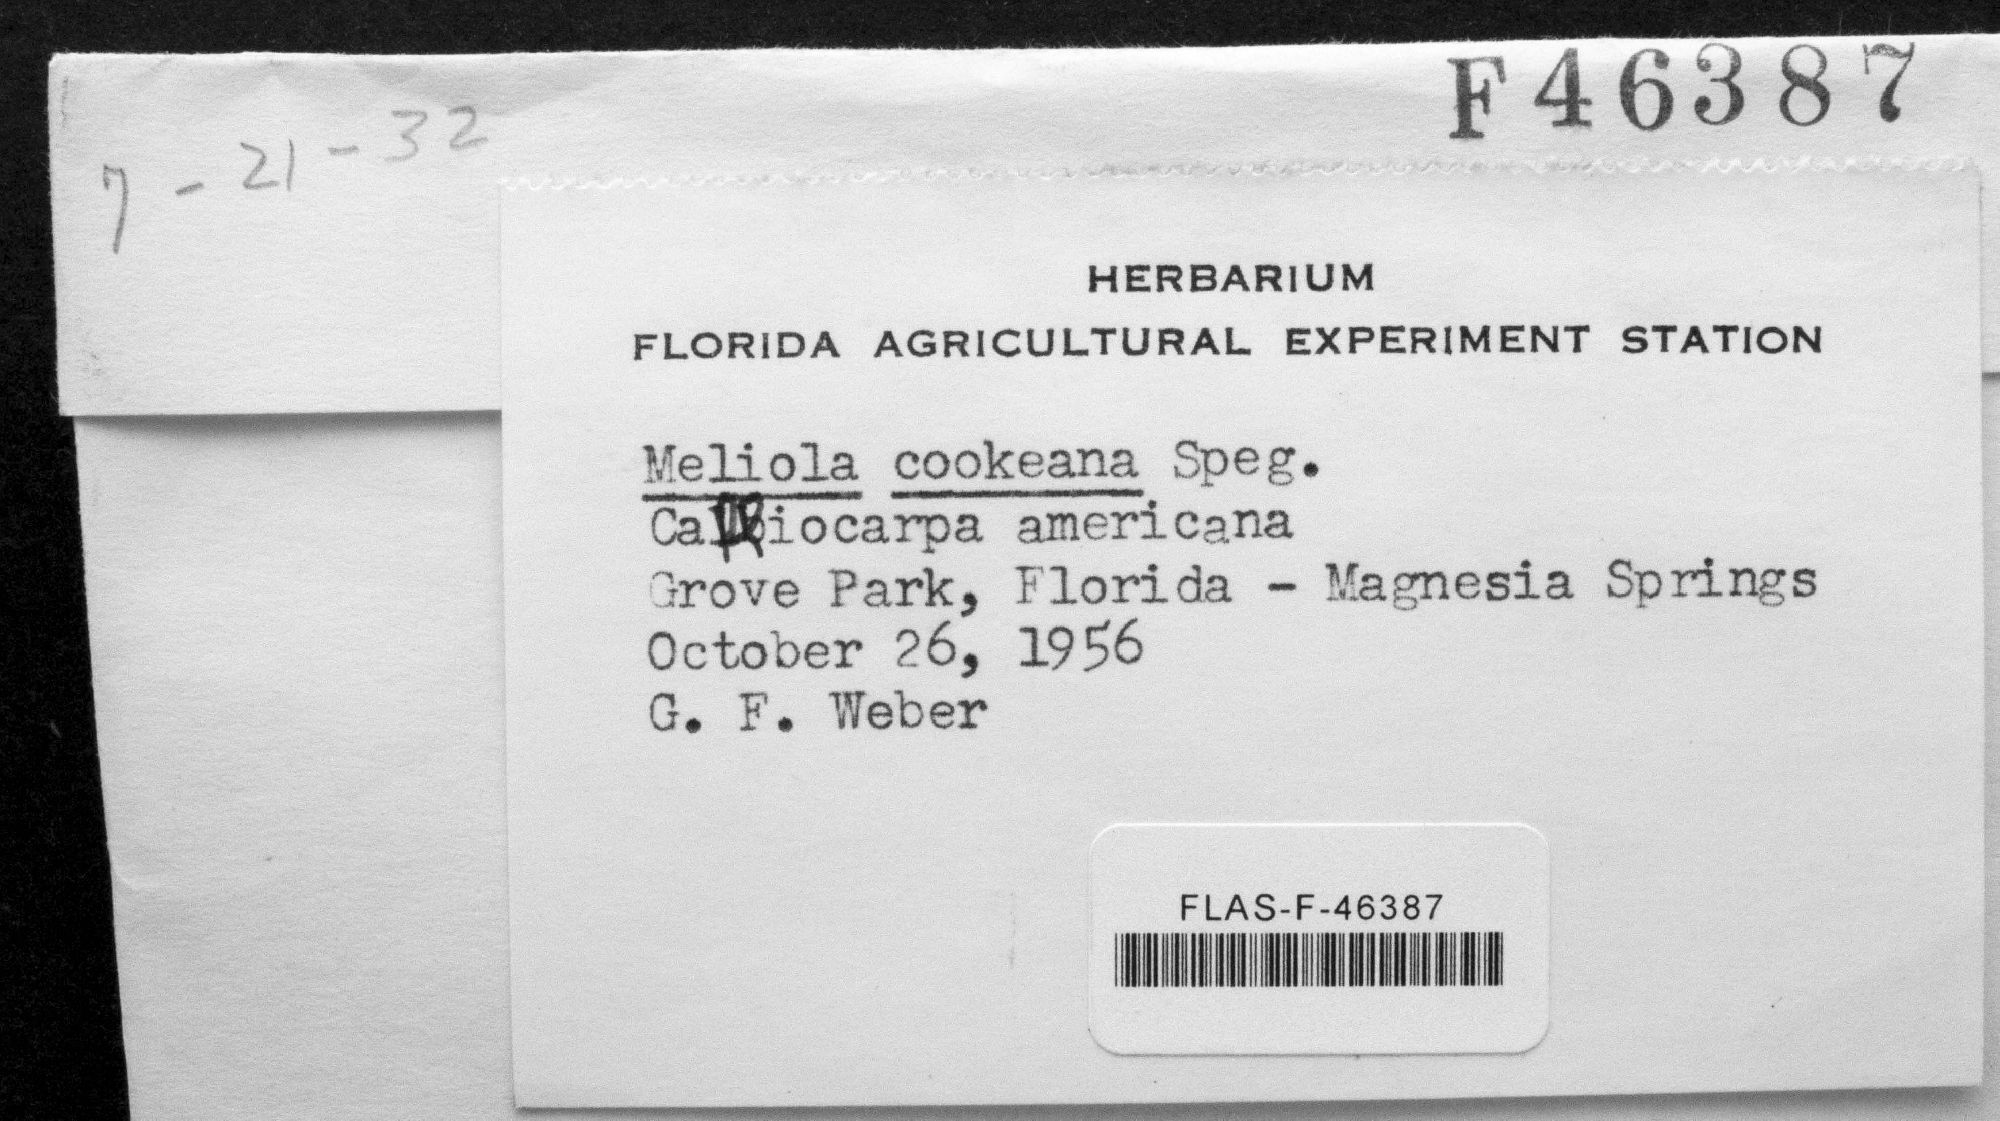 F46387
7-21-32
HERBARIUM
FLORIDA AGRICULTURAL EXPERIMENT STATION
Meliola cookeana Speg.
americana
Grove Park, Florida - Magnesia Springs
October 26, 1956
G. F. Weber
FLAS-F-46387